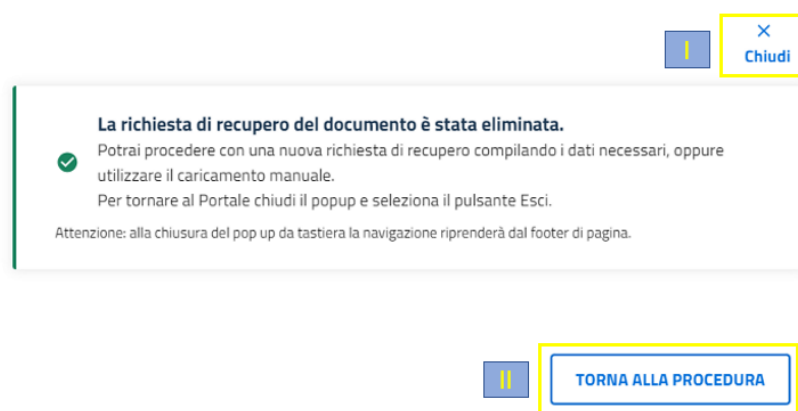 I
Chiudi
La richiesta di recupero del documento è stata eliminata.
Potrai procedere con una nuova richiesta di recupero compilando i dati necessari, oppure
utilizzare il caricamento manuale.
Per tornare al Portale chiudi il popup e seleziona il pulsante Esci.
Attenzione: alla chiusura del pop up da tastiera la navigazione riprenderà dal footer di pagina.
II
TORNA ALLA PROCEDURA